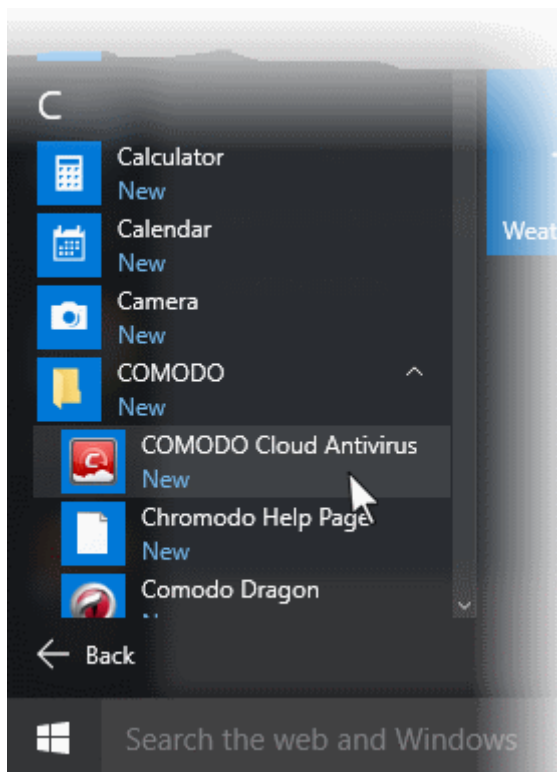 C
Calculator
New
Calendar
New
Camera
New
COMODO
New
COMODO Cloud Antivirus
New
Chromodo Help Page
New
Comodo Dragon
Back
Search the web and Windows
Weat